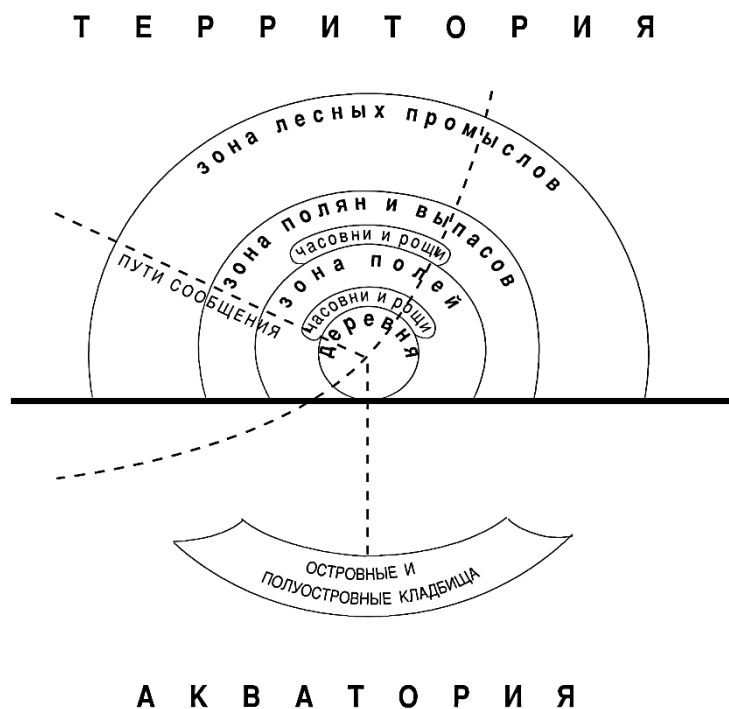 ТЕРРИТОРИЯ
зона лесных промыслов
зона полян и выпасов
часовни и рощи
зона полей
ПУТИ СООБЩЕНИЯ
часовни и рощи
деревня
ОСТРОВНЫЕ И
ПОЛУОСТРОВНЫЕ КЛАДБИЩА
АКВАТОРИЯ